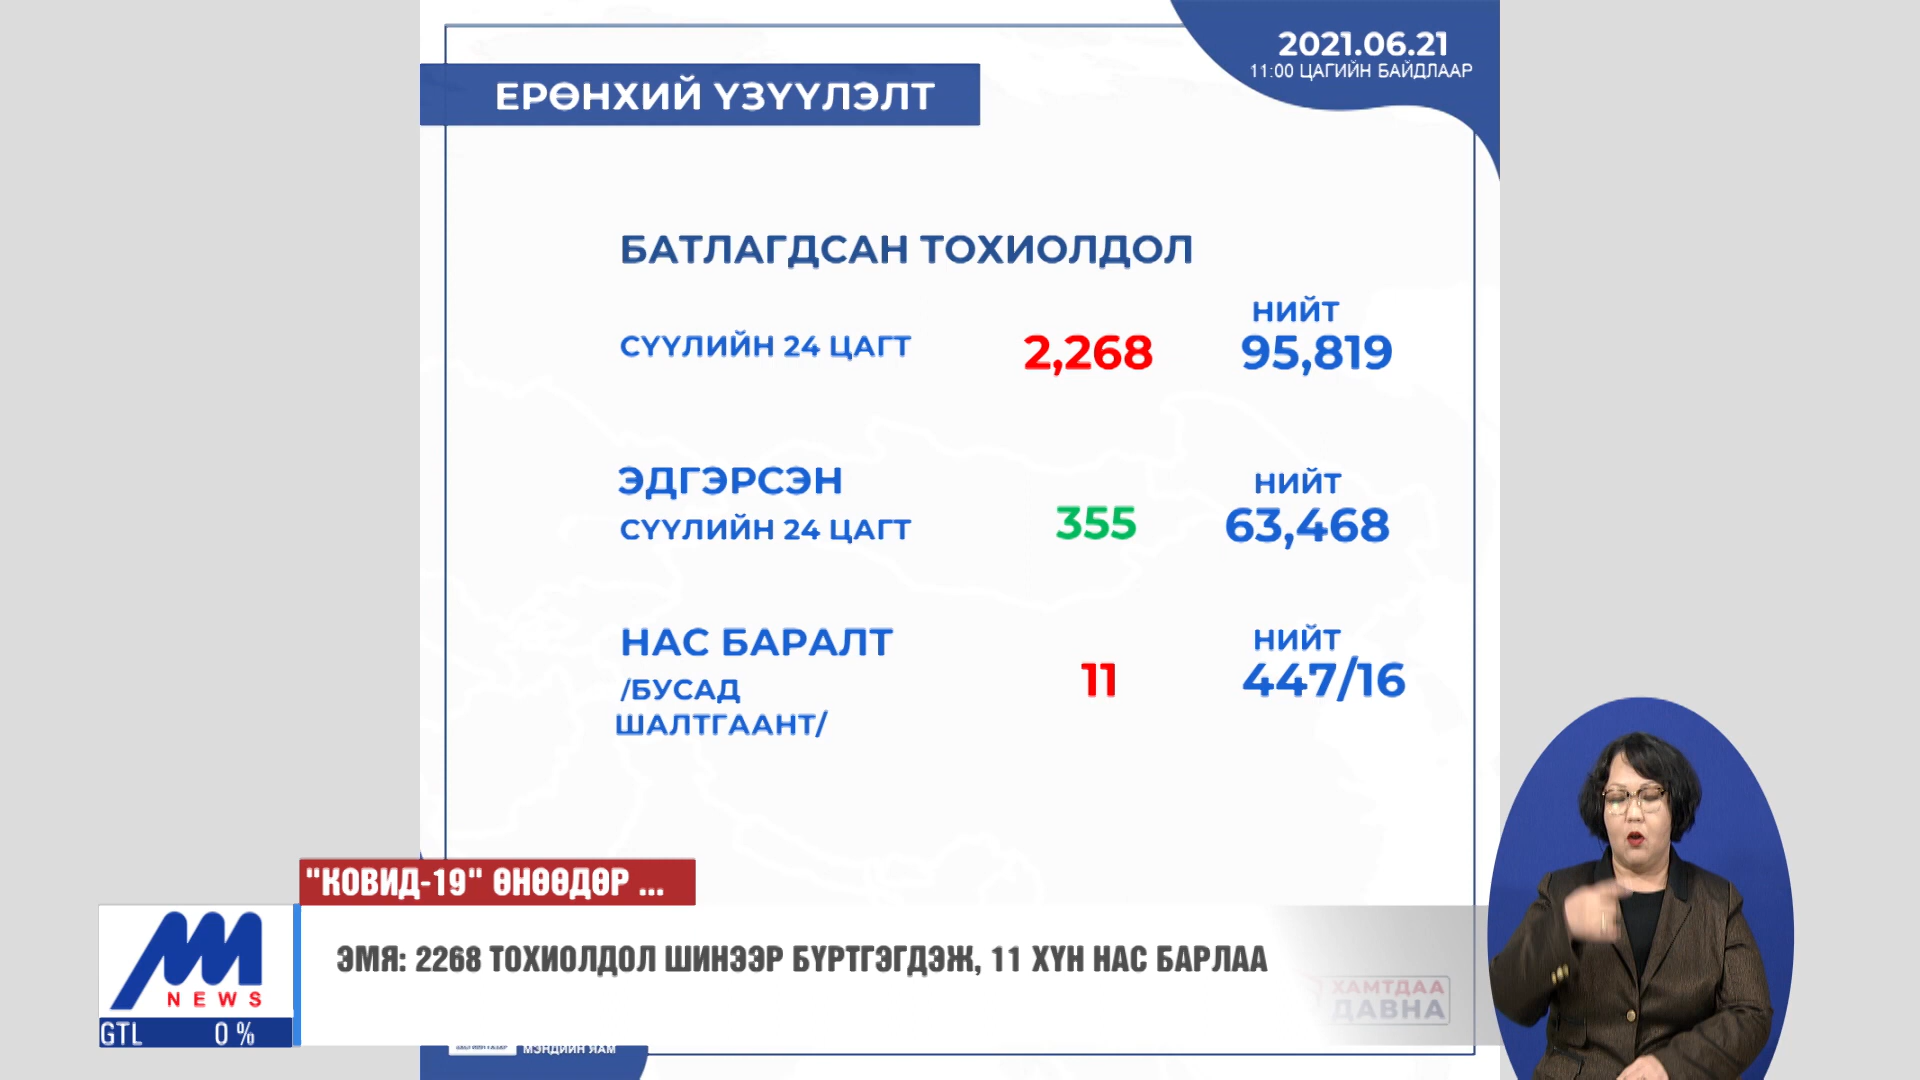 2021.06.21
11:00 ЦАГИЙН БАЙДЛААР
ЕРӨНХИЙ ҮЗҮҮЛЭЛТ
БАТЛАГДСАН ТОХИОЛДОЛ
НИЙТ
СҮҮЛИЙН 24 ЦАГТ 2,268 95,819
ЭДГЭРСЭН НИЙТ
СҮҮЛИЙН 24 ЦАГТ 355 63,468
НАС БАРАЛТ НИЙТ
/БУСАД 11 447/16
ШАЛТГААНТ/
"КОВИД-19" ӨНӨӨДӨР ...
ЭМЯ: 2268 ТОХИОЛДОЛ ШИНЭЭР БҮРТГЭГДЭЖ, 11 ХҮН НАС БАРЛАА
NEWS
GTL 0 %
ХАМТДАА
ДАВНА
МЭНДИЙН ЯАМ